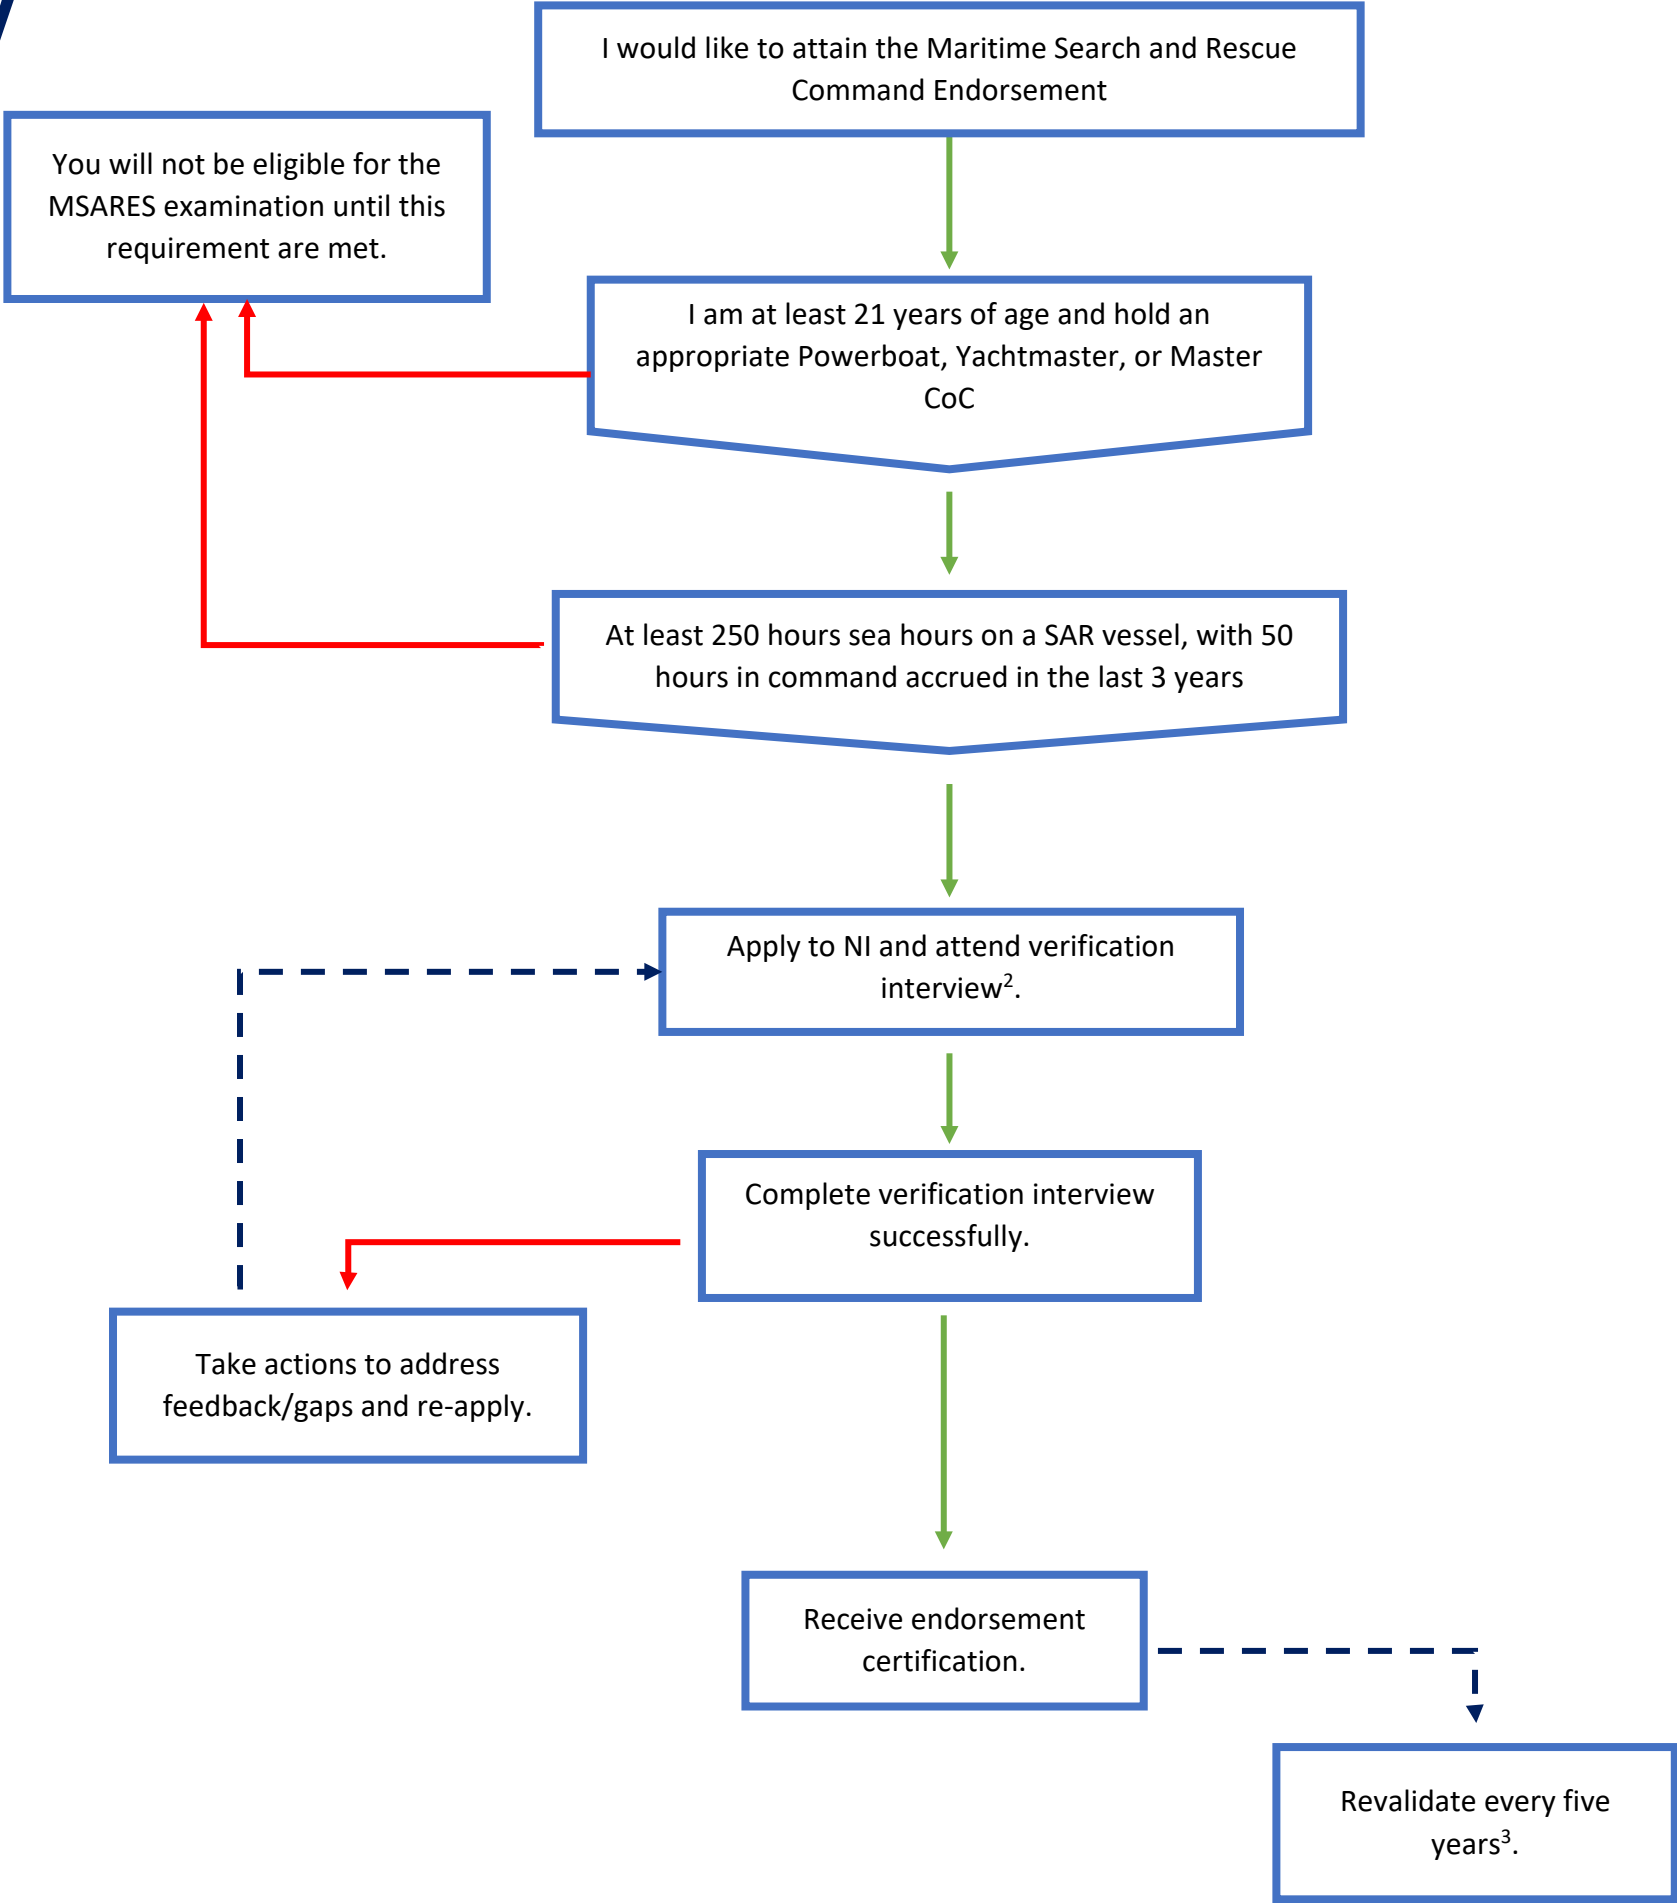 I would like to attain the Maritime Search and Rescue
Command Endorsement
You will not be eligible for the
MSARES examination until this
requirement are met.
I am at least 21 years of age and hold an
appropriate Powerboat, Yachtmaster, or Master
CoC
At least 250 hours sea hours on a SAR vessel, with 50
hours in command accrued in the last 3 years
Apply to NI and attend verification
interview².
Complete verification interview
successfully.
Take actions to address
feedback/gaps and re-apply.
Receive endorsement
certification.
Revalidate every five
years³.